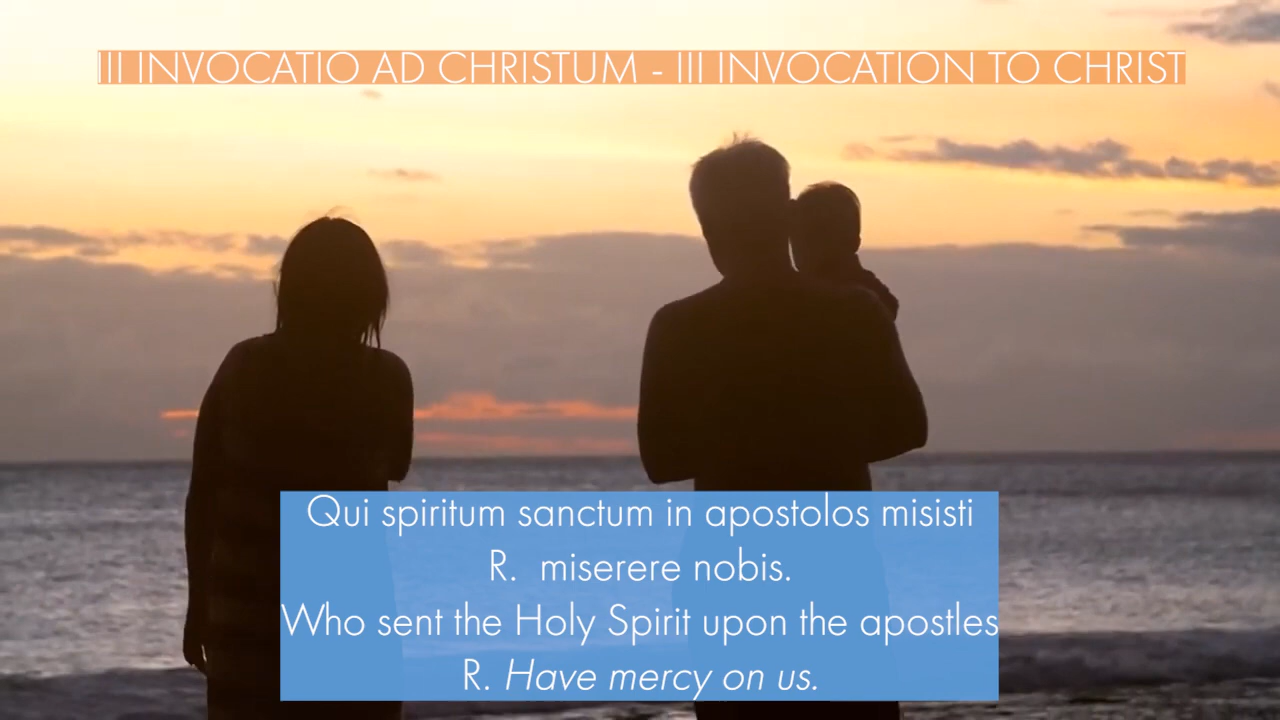 III INVOCATIO AD CHRISTUM - III INVOCATION TO CHRIST
Qui spiritum sanctum in apostolos misisti
R. miserere nobis.
Who sent the Holy Spirit upon the apostles
R. Have mercy on us.